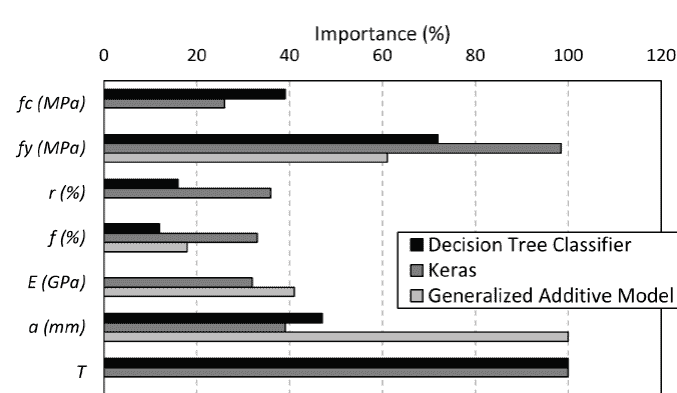 Importance (%)
0 20 40 60 80 100 120
fc (MPa)
fy (MPa)
r (%)
f (%)
E (GPa)
a (mm)
T
Decision Tree Classifier
Keras
Generalized Additive Model